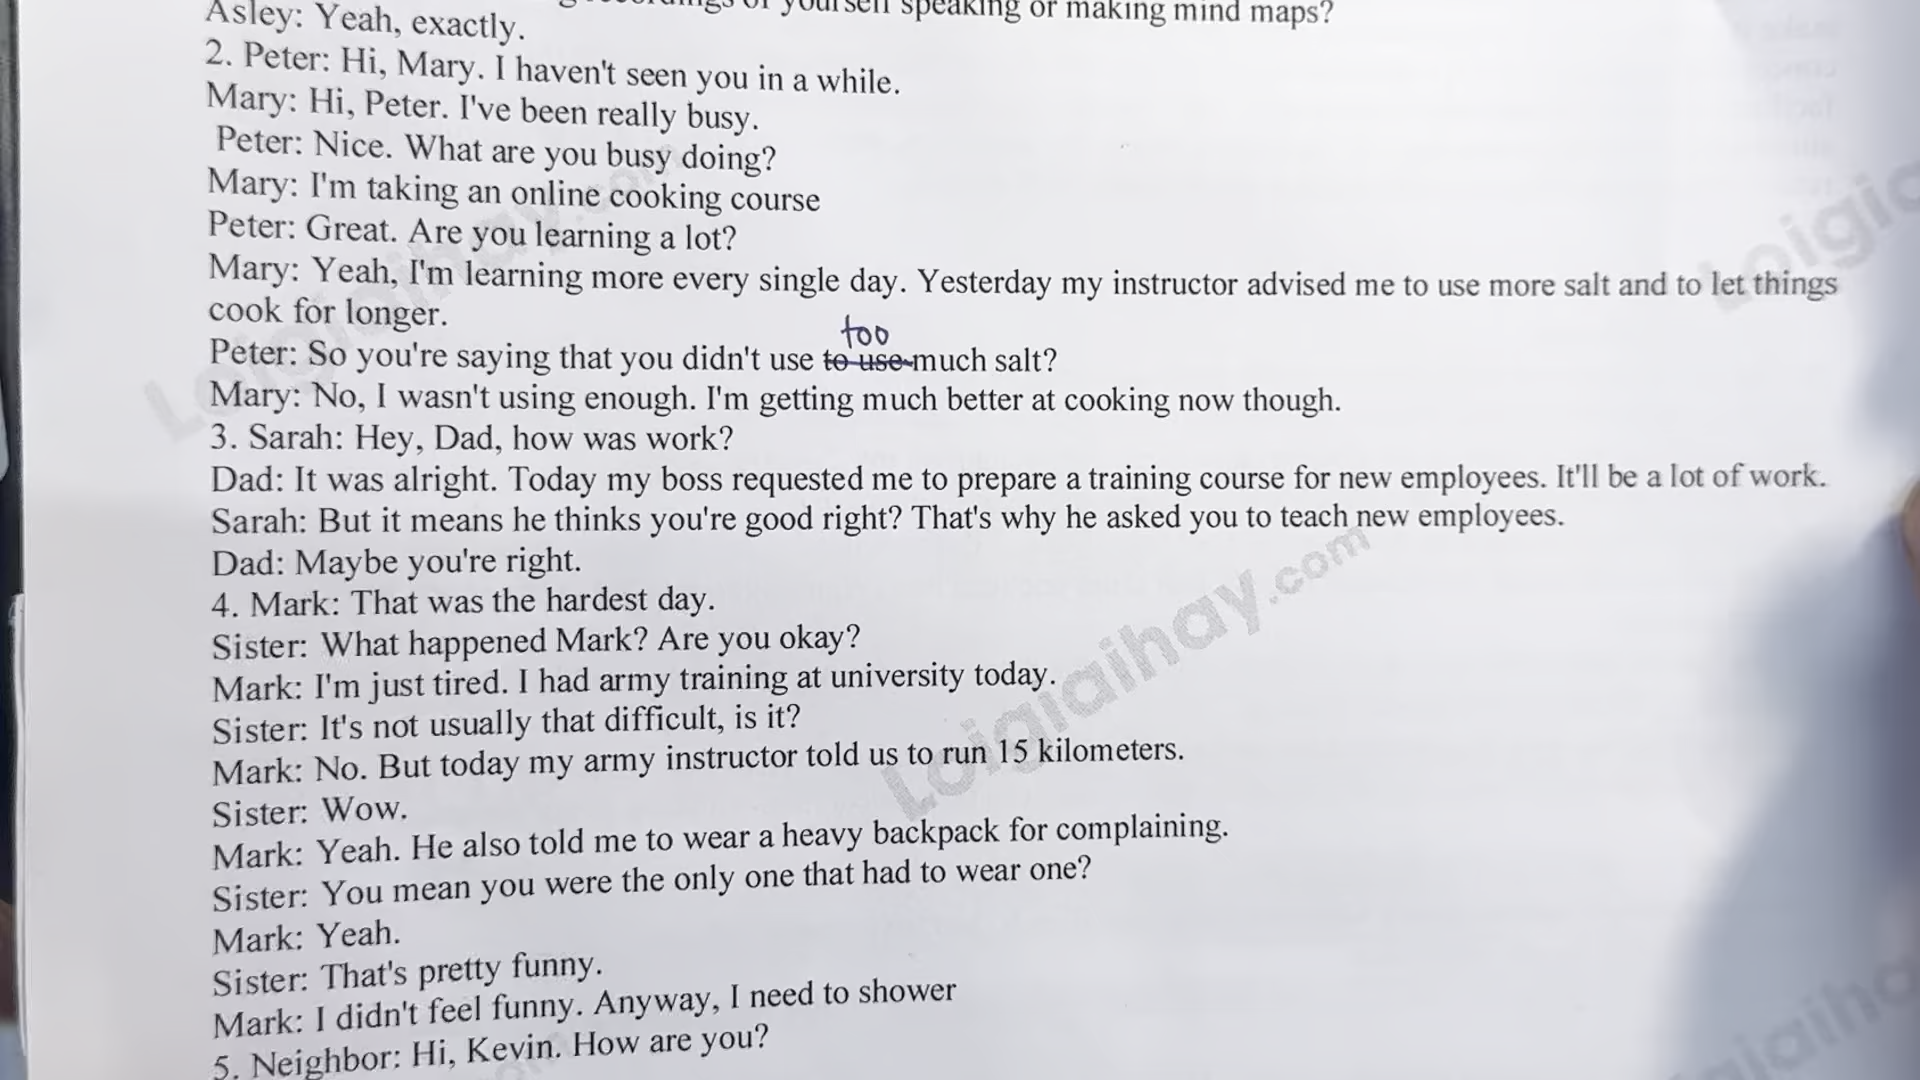 of yourself speaking or making mind maps?
Asley: Yeah, exactly.
2. Peter: Hi, Mary. I haven't seen you in a while.
Mary: Hi, Peter. I've been really busy.
Peter: Nice. What are you busy doing?
Mary: I'm taking an online cooking course
Peter: Great. Are you learning a lot?
Mary: Yeah, I'm learning more every single day. Yesterday my instructor advised me to use more salt and to let things
cook for longer.
too
Peter: So you're saying that you didn't use to use much salt?
Mary: No, I wasn't using enough. I'm getting much better at cooking now though.
3. Sarah: Hey, Dad, how was work?
Dad: It was alright. Today my boss requested me to prepare a training course for new employees. It'll be a lot of work.
Sarah: But it means he thinks you're good right? That's why he asked you to teach new employees.
Dad: Maybe you're right.
4. Mark: That was the hardest day.
Sister: What happened Mark? Are you okay?
Mark: I'm just tired. I had army training at university today.
Sister: It's not usually that difficult, is it?
Mark: No. But today my army instructor told us to run 15 kilometers.
Sister: Wow.
Mark: Yeah. He also told me to wear a heavy backpack for complaining.
Sister: You mean you were the only one that had to wear one?
Mark: Yeah.
Sister: That's pretty funny.
Mark: I didn't feel funny. Anyway, I need to shower
5. Neighbor: Hi, Kevin. How are you?
Loigiaihay.com